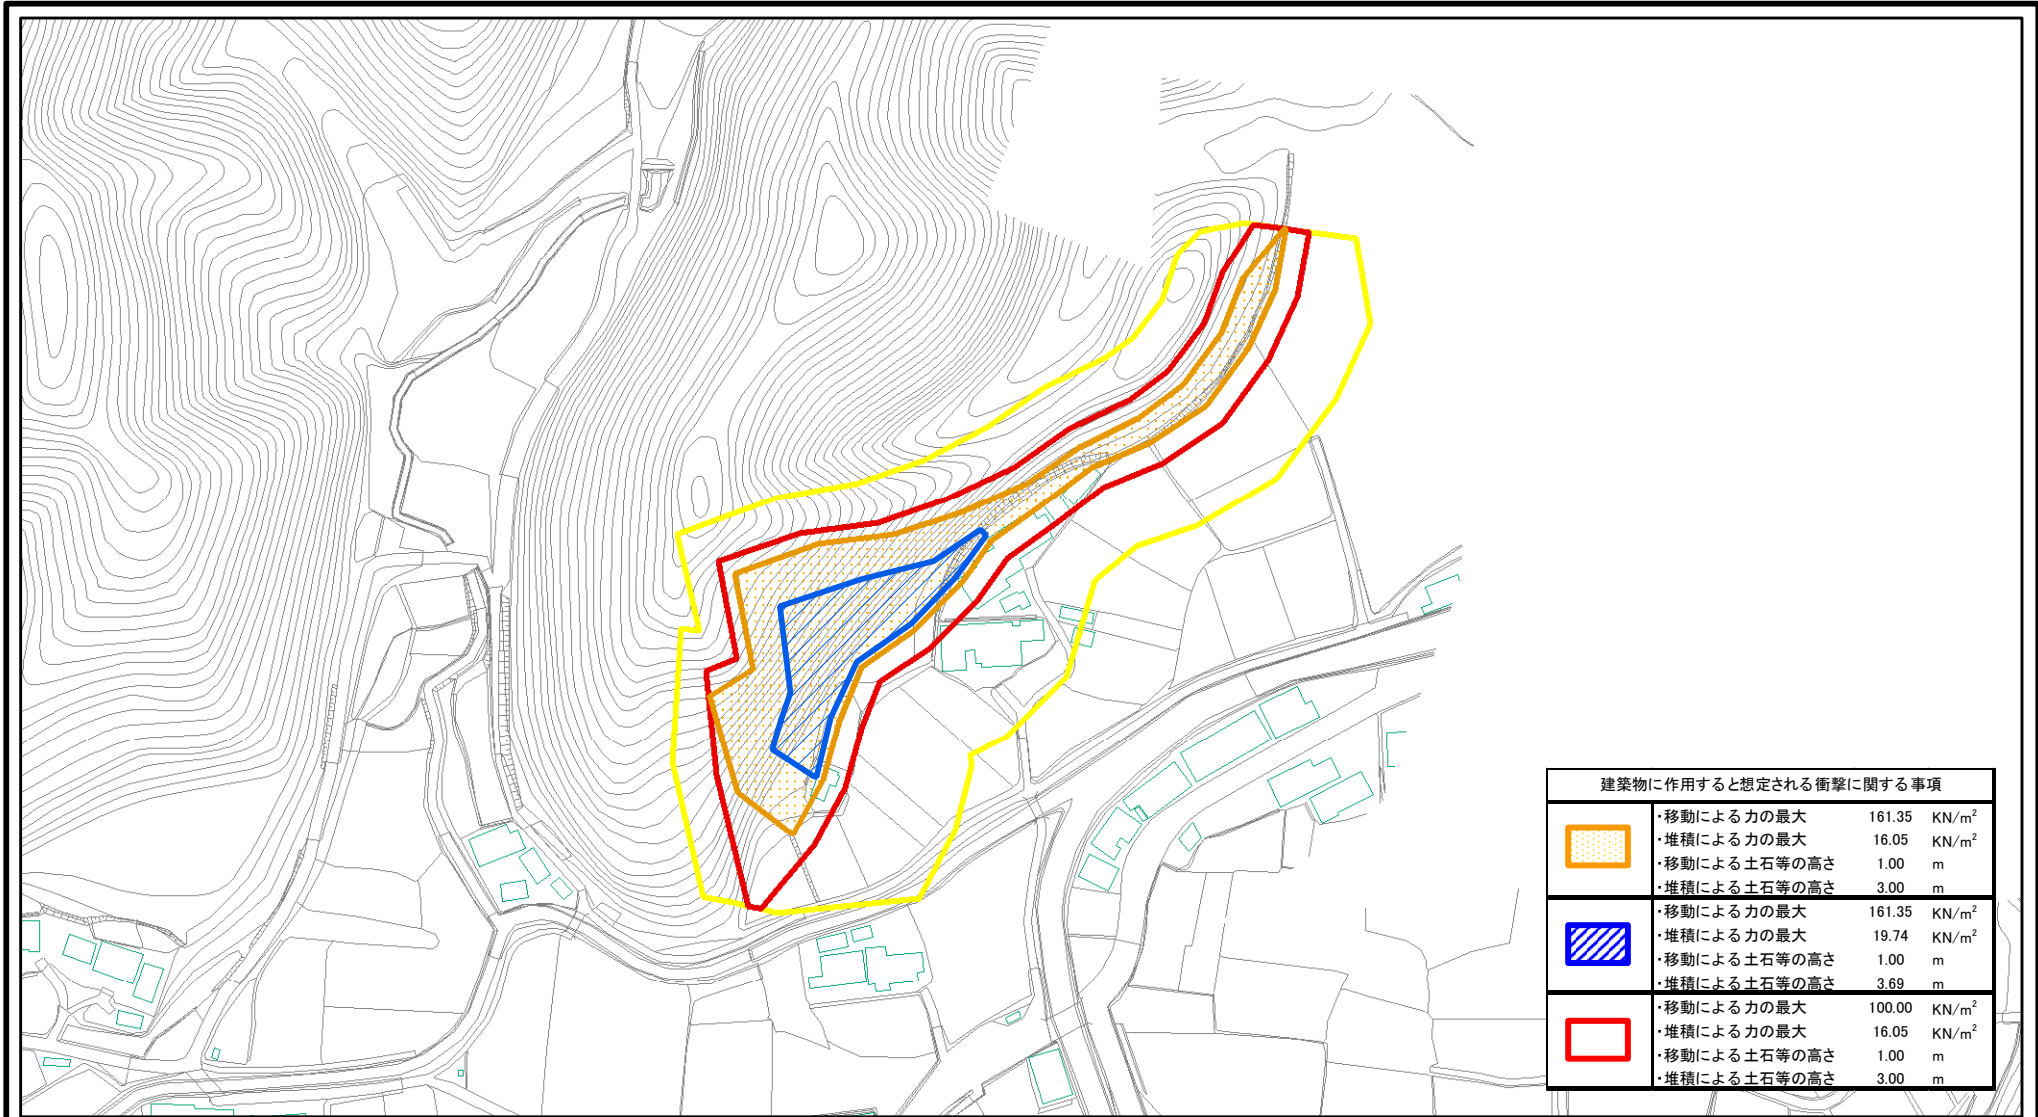 建築物に作用すると想定される衝撃に関する事項
・移動による力の最大 161.35 KN/m²
・堆積による力の最大 16.05 KN/m²
・移動による土石等の高さ 1.00 m
・堆積による土石等の高さ 3.00 m
・移動による力の最大 161.35 KN/m²
・堆積による力の最大 19.74 KN/m²
・移動による土石等の高さ 1.00 m
・堆積による土石等の高さ 3.69 m
・移動による力の最大 100.00 KN/m²
・堆積による力の最大 16.05 KN/m²
・移動による土石等の高さ 1.00 m
・堆積による土石等の高さ 3.00 m